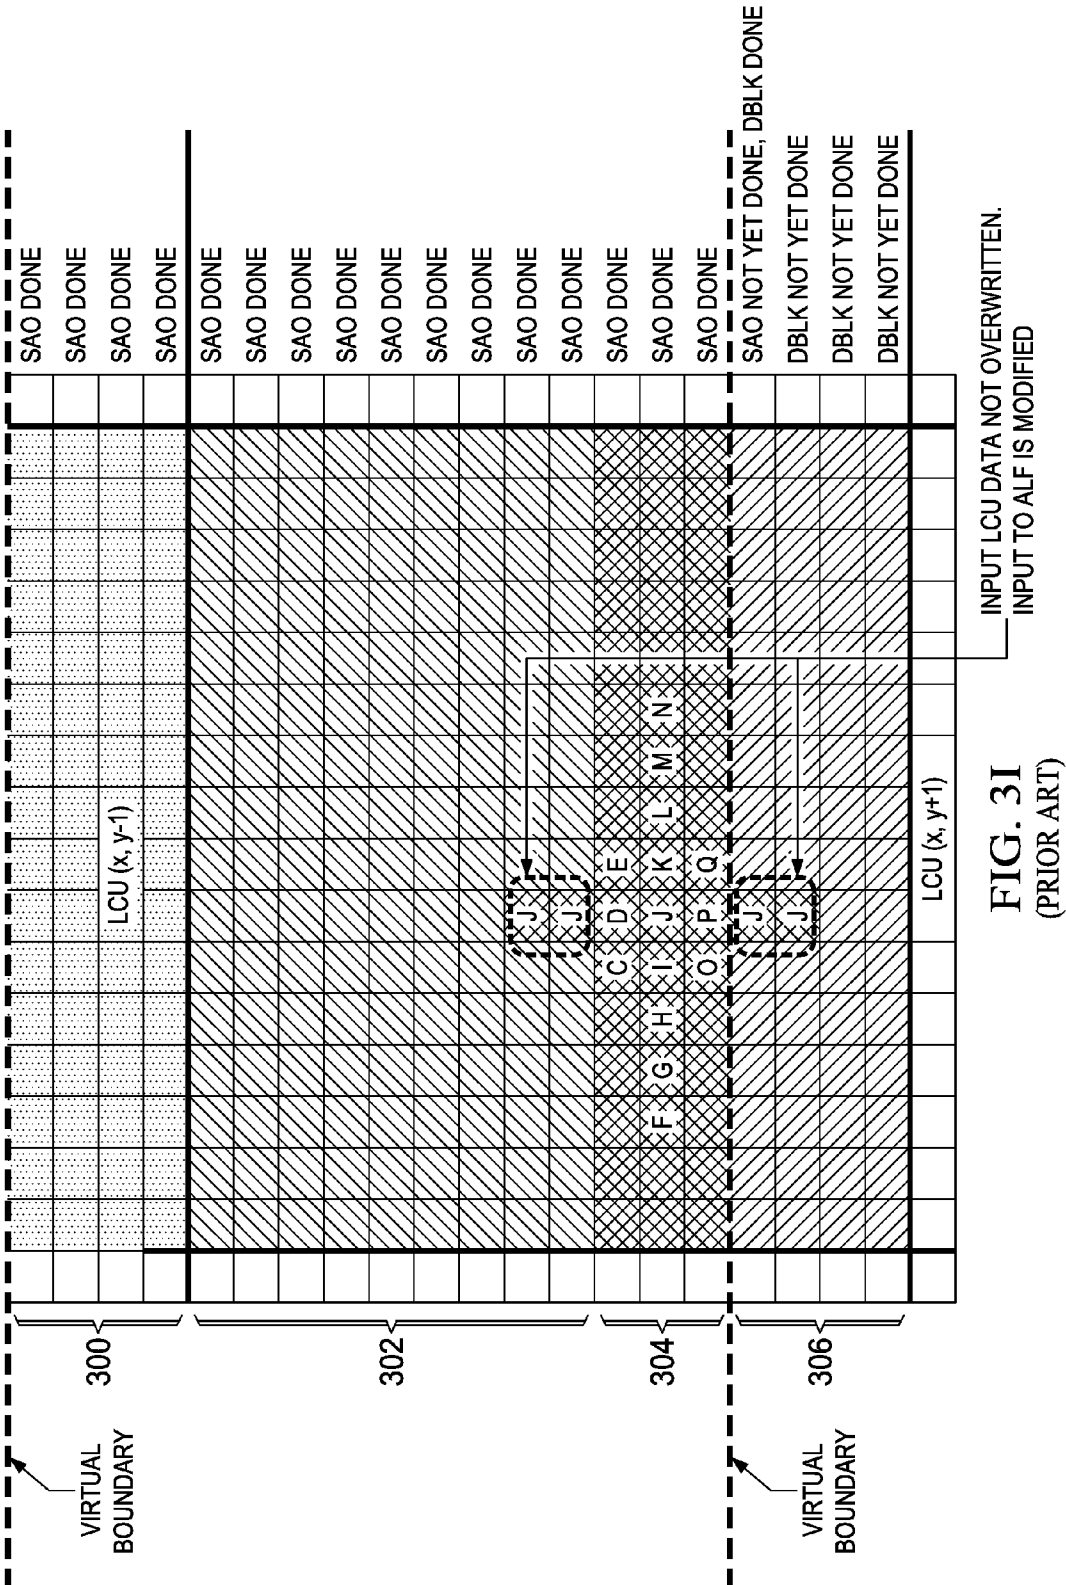 VIRTUAL
BOUNDARY
300
LCU (x, y-1)
SAO DONE
SAO DONE
SAO DONE
SAO DONE
302
SAO DONE
SAO DONE
SAO DONE
SAO DONE
SAO DONE
SAO DONE
SAO DONE
J SAO DONE
J SAO DONE
304
C D E SAO DONE
F G H I J K L M N SAO DONE
O P Q SAO DONE
VIRTUAL
BOUNDARY
306
J SAO NOT YET DONE, DBLK DONE
J DBLK NOT YET DONE
DBLK NOT YET DONE
DBLK NOT YET DONE
LCU (x, y+1)
INPUT LCU DATA NOT OVERWRITTEN.
INPUT TO ALF IS MODIFIED
FIG. 3I
(PRIOR ART)